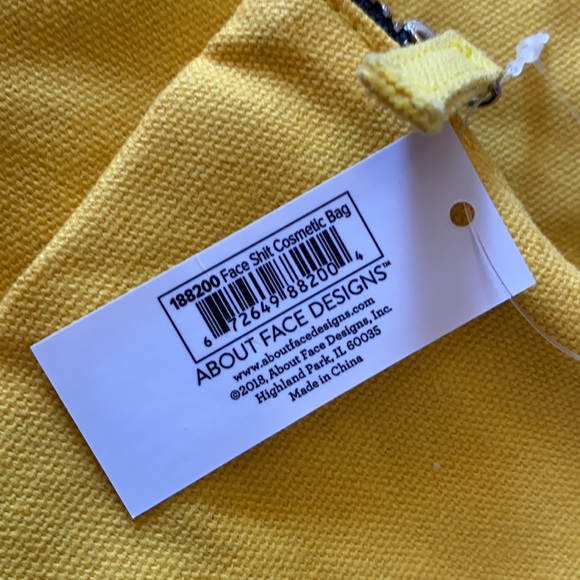 188200 Face Shit Cosmetic Bag
6 72649 88200 4
ABOUT FACE DESIGNS™
www.aboutfacedesigns.com
©2018, About Face Designs, Inc.
Highland Park, IL 60035
Made in China